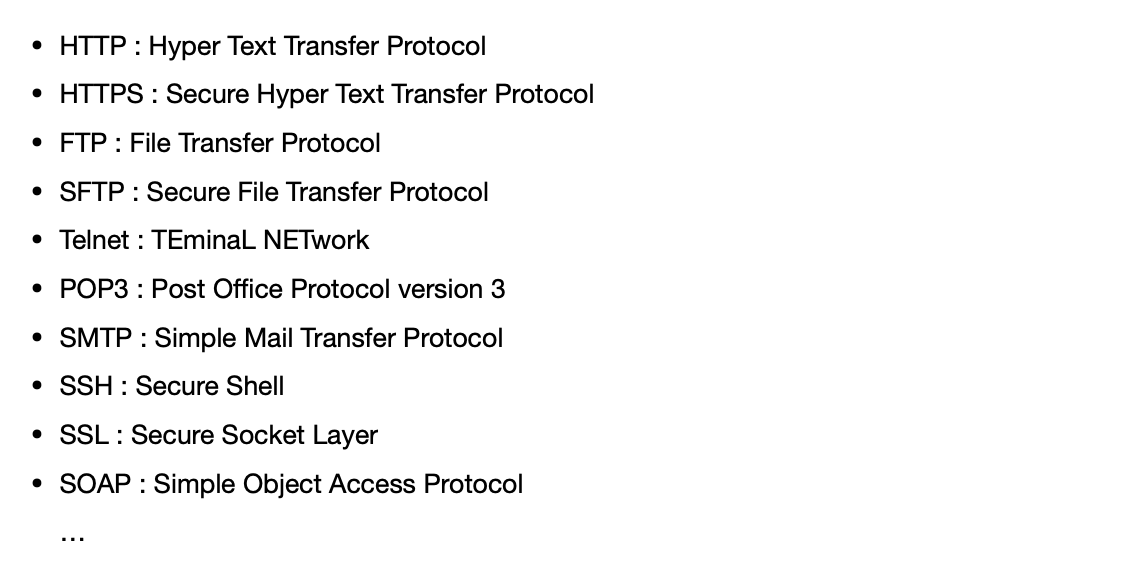 • HTTP : Hyper Text Transfer Protocol
• HTTPS : Secure Hyper Text Transfer Protocol
• FTP : File Transfer Protocol
• SFTP : Secure File Transfer Protocol
• Telnet : TEminaL NETwork
• POP3 : Post Office Protocol version 3
• SMTP : Simple Mail Transfer Protocol
• SSH : Secure Shell
• SSL : Secure Socket Layer
• SOAP : Simple Object Access Protocol
...